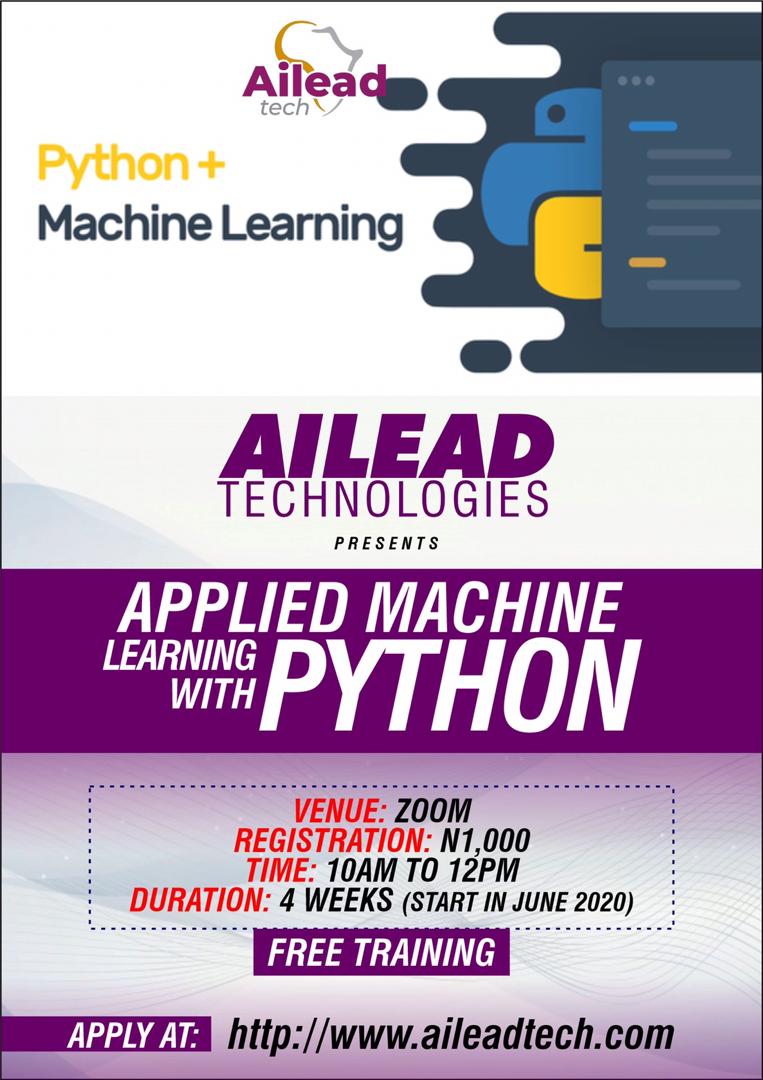 Ailead
tech
Python +
Machine Learning
AILEAD
TECHNOLOGIES
PRESENTS
APPLIED MACHINE
LEARNING
WITH PYTHON
VENUE: ZOOM
REGISTRATION: N1,000
TIME: 10AM TO 12PM
DURATION: 4 WEEKS (START IN JUNE 2020)
FREE TRAINING
APPLY AT: http://www.aileadtech.com